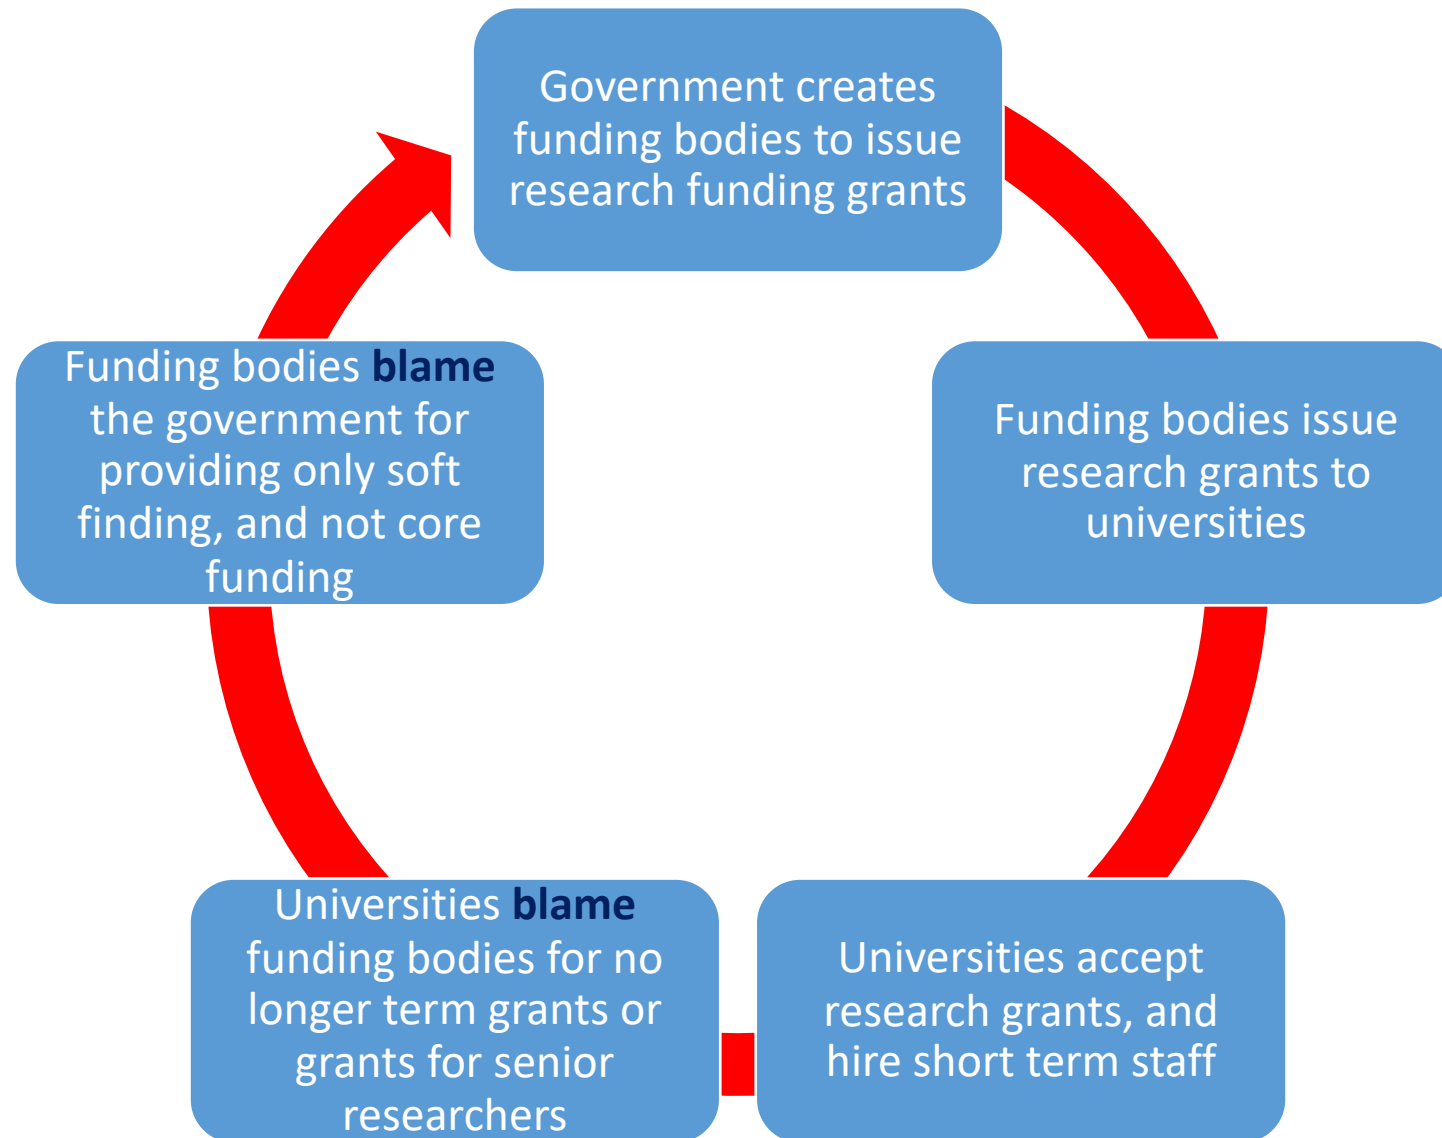 Government creates
funding bodies to issue
research funding grants
Funding bodies issue
research grants to
universities
Universities accept
research grants, and
hire short term staff
Universities blame
funding bodies for no
longer term grants or
grants for senior
researchers
Funding bodies blame
the government for
providing only soft
finding, and not core
funding